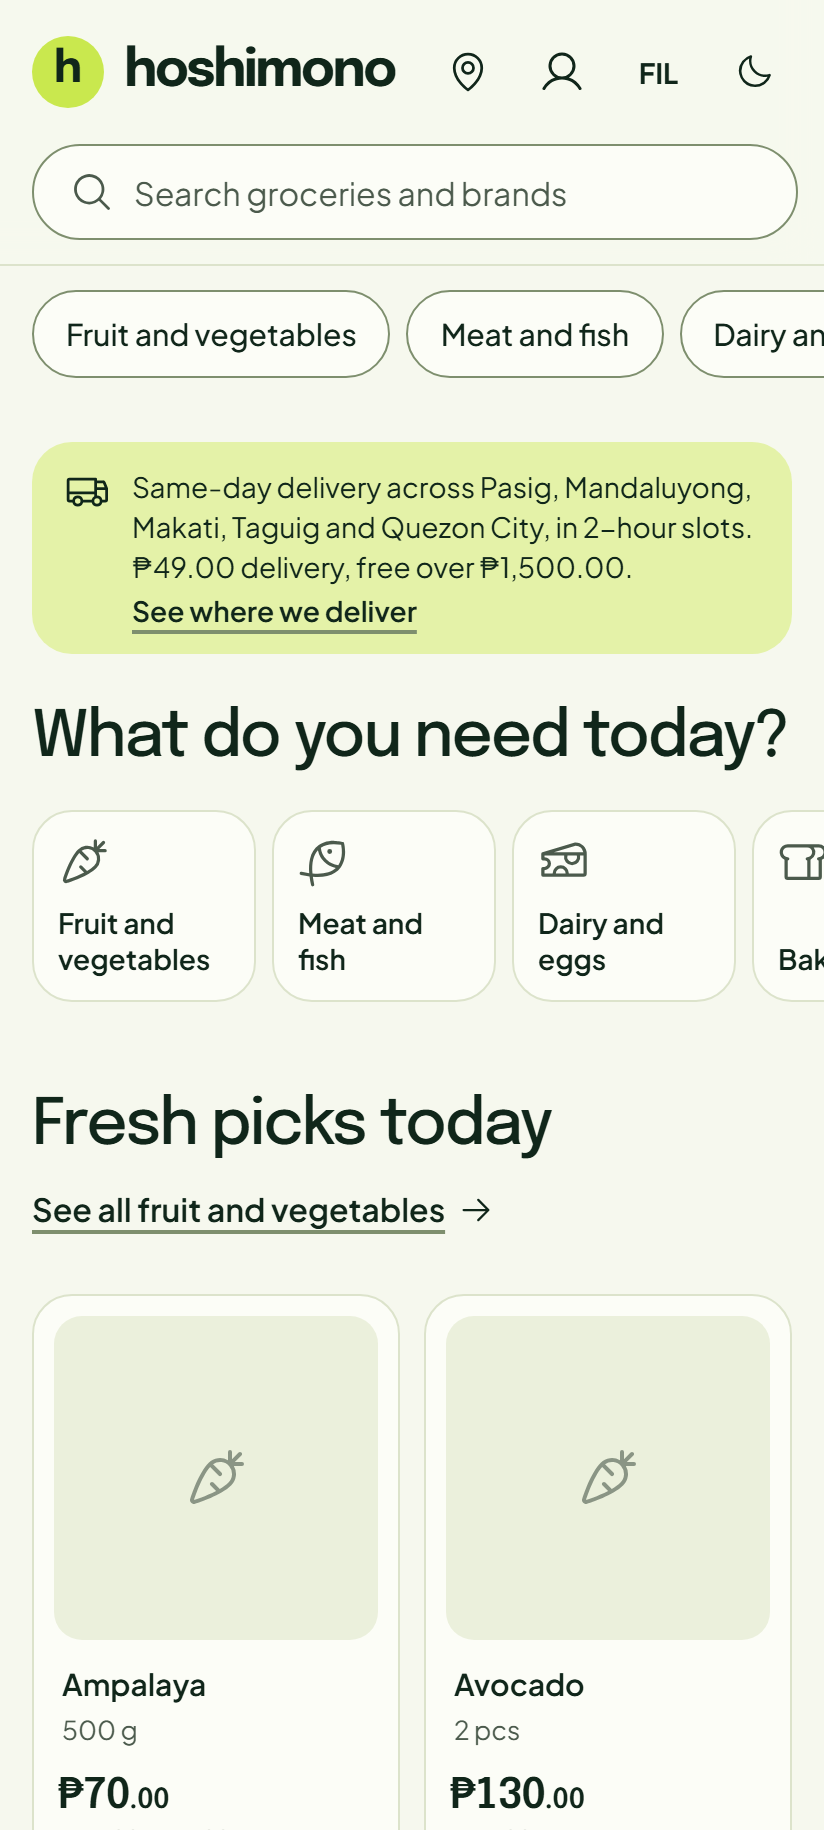 h hoshimono FIL
Search groceries and brands
Fruit and vegetables Meat and fish Dairy an
Same-day delivery across Pasig, Mandaluyong,
Makati, Taguig and Quezon City, in 2–hour slots.
₱49.00 delivery, free over ₱1,500.00.
See where we deliver
What do you need today?
Fruit and
vegetables
Meat and
fish
Dairy and
eggs
Bak
Fresh picks today
See all fruit and vegetables →
Ampalaya
500 g
₱70.00
Avocado
2 pcs
₱130.00